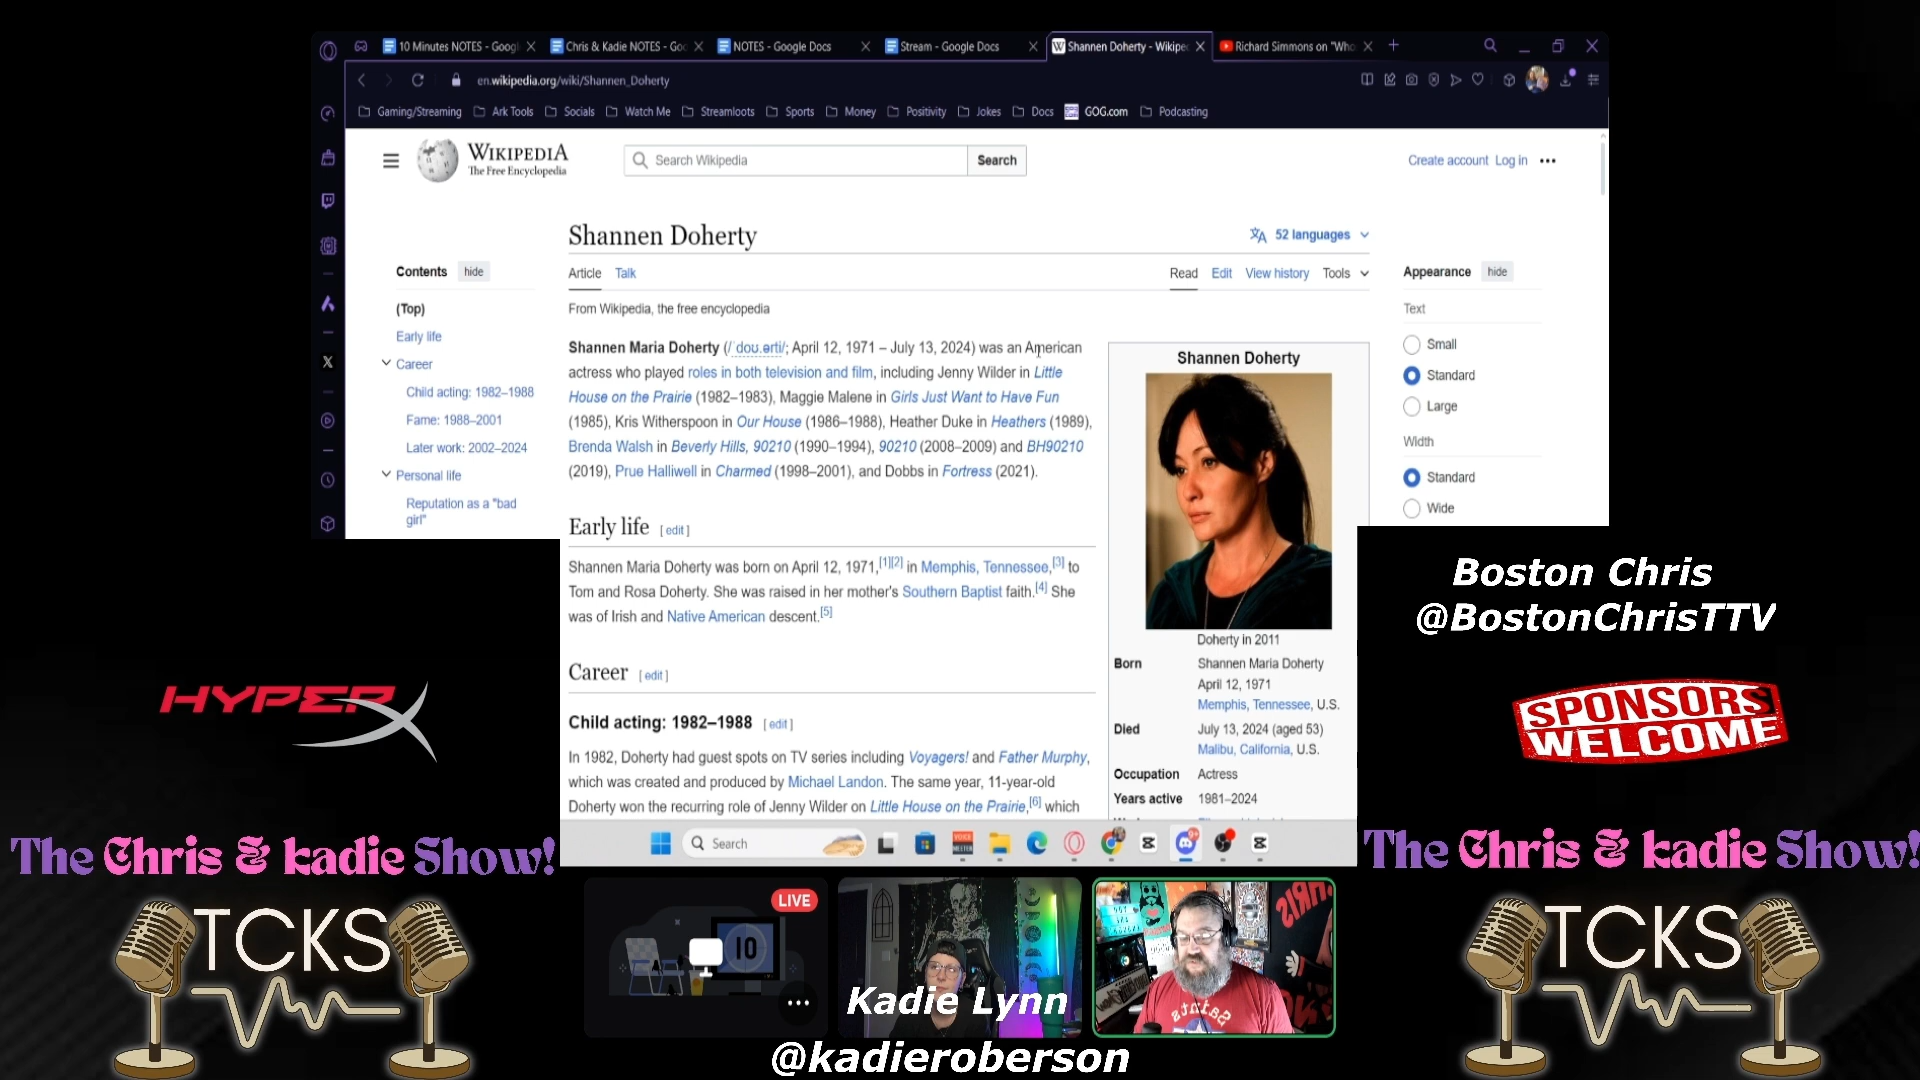 10 Minutes NOTES - Googl
Chris & Kadie NOTES - Goo
NOTES - Google Docs
Stream - Google Docs
Shannen Doherty - Wikipe
Richard Simmons on "Who
en.wikipedia.org/wiki/Shannen_Doherty
Gaming/Streaming
Ark Tools
Socials
Watch Me
Streamloots
Sports
Money
Positivity
Jokes
Docs
GOG.com
Podcasting
WIKIPEDIA
The Free Encyclopedia
Search Wikipedia
Search
Create account Log in
Shannen Doherty
52 languages
Contents hide
Article Talk
Read Edit View history Tools
Appearance hide
(Top)
Early life
Career
Child acting: 1982–1988
Fame: 1988–2001
Later work: 2002–2024
Personal life
Reputation as a "bad
girl"
From Wikipedia, the free encyclopedia
Shannen Maria Doherty (/ˈdoʊ.ərti/; April 12, 1971 – July 13, 2024) was an American
actress who played roles in both television and film, including Jenny Wilder in Little
House on the Prairie (1982–1983), Maggie Malene in Girls Just Want to Have Fun
(1985), Kris Witherspoon in Our House (1986–1988), Heather Duke in Heathers (1989),
Brenda Walsh in Beverly Hills, 90210 (1990–1994), 90210 (2008–2009) and BH90210
(2019), Prue Halliwell in Charmed (1998–2001), and Dobbs in Fortress (2021).
Early life [ edit ]
Shannen Maria Doherty was born on April 12, 1971,[1][2] in Memphis, Tennessee,[3] to
Tom and Rosa Doherty. She was raised in her mother's Southern Baptist faith.[4] She
was of Irish and Native American descent.[5]
Career [ edit ]
Child acting: 1982–1988 [ edit ]
In 1982, Doherty had guest spots on TV series including Voyagers! and Father Murphy,
which was created and produced by Michael Landon. The same year, 11-year-old
Doherty won the recurring role of Jenny Wilder on Little House on the Prairie,[6] which
Shannen Doherty
Doherty in 2011
Born Shannen Maria Doherty
April 12, 1971
Memphis, Tennessee, U.S.
Died July 13, 2024 (aged 53)
Malibu, California, U.S.
Occupation Actress
Years active 1981–2024
Text
Small
Standard
Large
Width
Standard
Wide
Search
Boston Chris
@BostonChrisTTV
HYPERX
SPONSORS
WELCOME
The Chris & kadie Show!
The Chris & kadie Show!
TCKS
TCKS
LIVE
10
Saints
Kadie Lynn
@kadieroberson